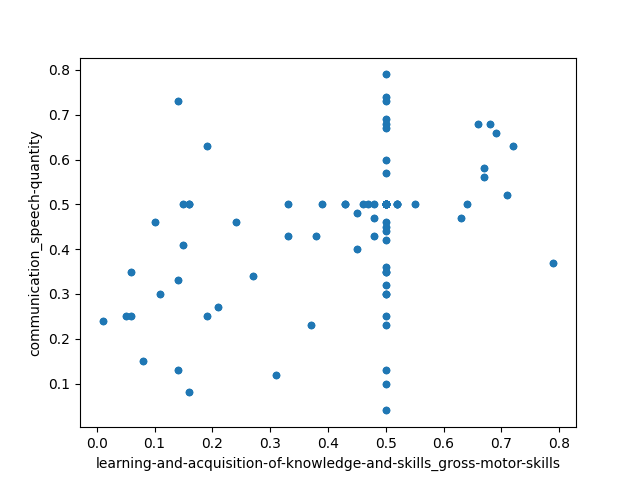 communication_speech-quantity
0.8
0.7
0.6
0.5
0.4
0.3
0.2
0.1
0.0 0.1 0.2 0.3 0.4 0.5 0.6 0.7 0.8
learning-and-acquisition-of-knowledge-and-skills_gross-motor-skills